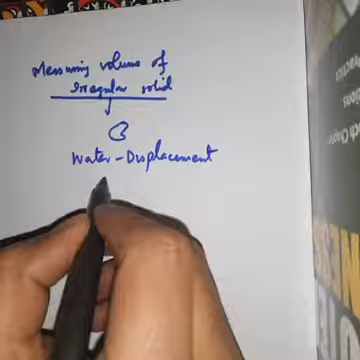 Measuring volume of
Irregular solid
Water-Displacement